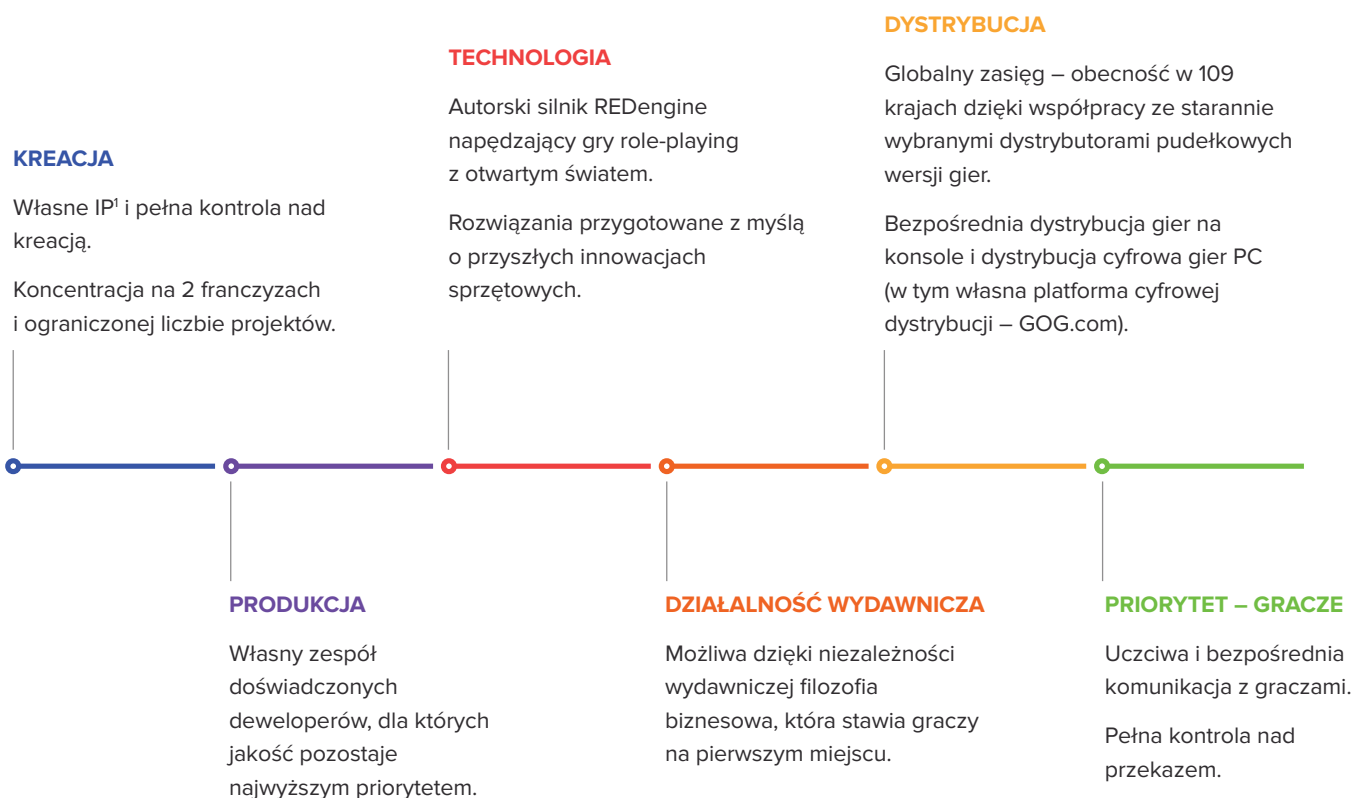 KREACJA
Własne IP¹ i pełna kontrola nad
kreacją.
Koncentracja na 2 franczyzach
i ograniczonej liczbie projektów.
PRODUKCJA
Własny zespół
doświadczonych
deweloperów, dla których
jakość pozostaje
najwyższym priorytetem.
TECHNOLOGIA
Autorski silnik REDengine
napędzający gry role-playing
z otwartym światem.
Rozwiązania przygotowane z myślą
o przyszłych innowacjach
sprzętowych.
DZIAŁALNOŚĆ WYDAWNICZA
Możliwa dzięki niezależności
wydawniczej filozofia
biznesowa, która stawia graczy
na pierwszym miejscu.
DYSTRYBUCJA
Globalny zasięg – obecność w 109
krajach dzięki współpracy ze starannie
wybranymi dystrybutorami pudełkowych
wersji gier.
Bezpośrednia dystrybucja gier na
konsole i dystrybucja cyfrowa gier PC
(w tym własna platforma cyfrowej
dystrybucji – GOG.com).
PRIORYTET – GRACZE
Uczciwa i bezpośrednia
komunikacja z graczami.
Pełna kontrola nad
przekazem.